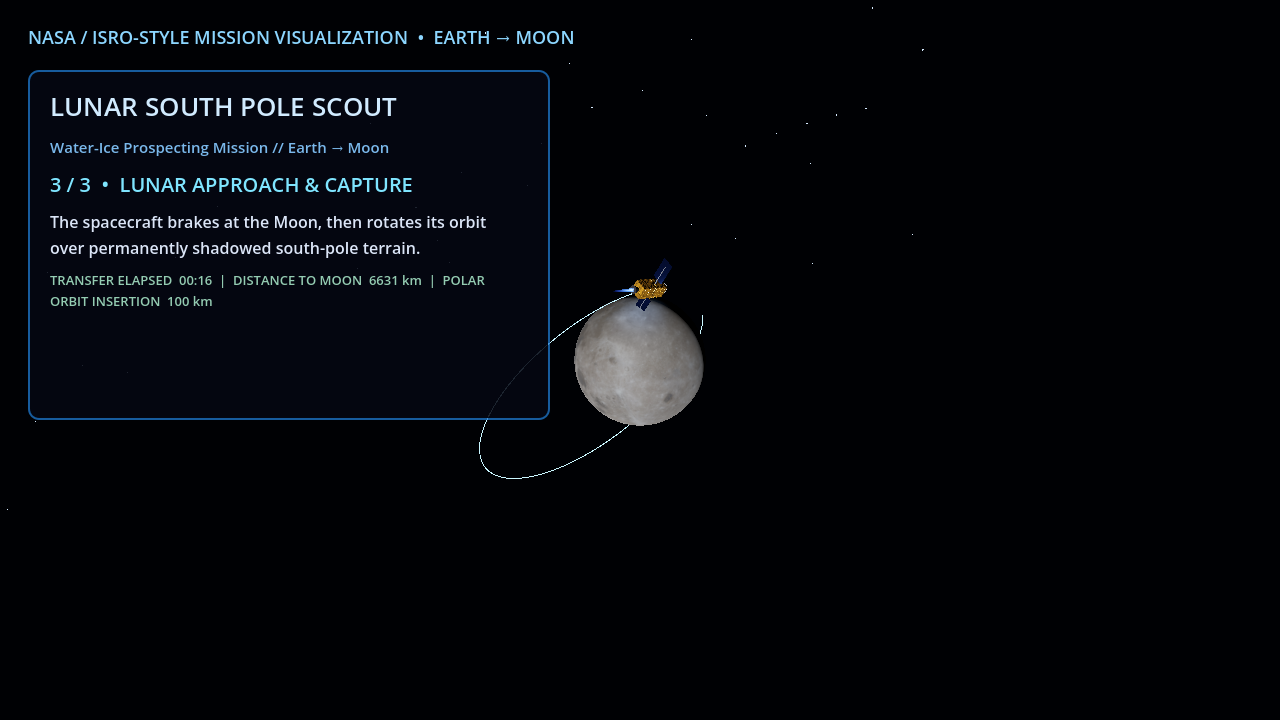 NASA / ISRO-STYLE MISSION VISUALIZATION • EARTH → MOON
LUNAR SOUTH POLE SCOUT
Water-Ice Prospecting Mission // Earth → Moon
3 / 3 • LUNAR APPROACH & CAPTURE
The spacecraft brakes at the Moon, then rotates its orbit
over permanently shadowed south-pole terrain.
TRANSFER ELAPSED 00:16 | DISTANCE TO MOON 6631 km | POLAR
ORBIT INSERTION 100 km